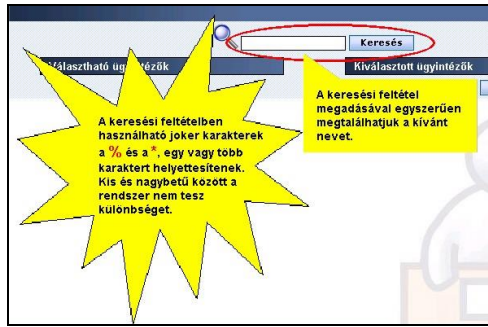 Keresés
Kiválasztható ügyintézők
Kiválasztott ügyintézők
A keresési feltétel
megadásával egyszerűen
megtalálhatjuk a kívánt
nevet.
A keresési feltételben
használható joker karakterek
a % és a *, egy vagy több
karaktert helyettesítenek.
Kis és nagybetű között a
rendszer nem tesz
különbséget.